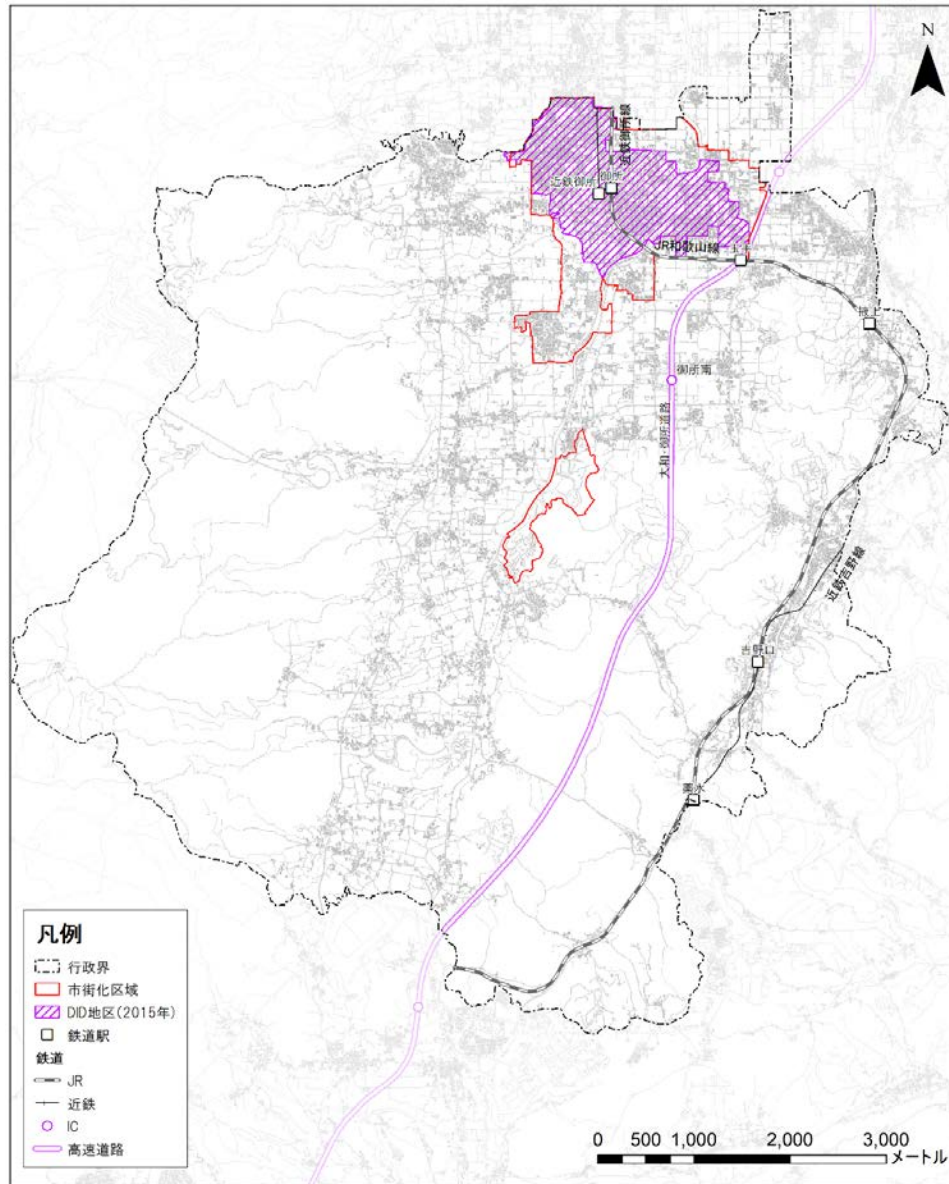 N
近鉄御所線
近鉄御所
御所
JR和歌山線
玉手
掖上
御所南
大和・御所道路
近鉄吉野線
吉野口
薬水
凡例
行政界
市街化区域
DID地区(2015年)
鉄道駅
鉄道
JR
近鉄
IC
高速道路
0 500 1,000 2,000 3,000
メートル